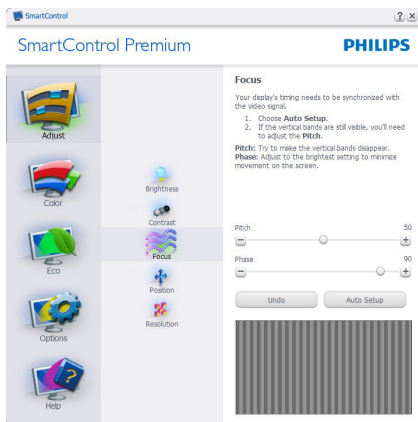 SmartControl
? x
SmartControl Premium
PHILIPS
Adjust
Color
Eco
Options
Help
Brightness
Contrast
Focus
Position
Resolution
Focus
Your display's timing needs to be synchronized with
the video signal.
1. Choose Auto Setup.
2. If the vertical bands are still visible, you'll need
to adjust the Pitch.
Pitch: Try to make the vertical bands disappear.
Phase: Adjust to the brightest setting to minimize
movement on the screen.
Pitch 50
Phase 90
Undo Auto Setup